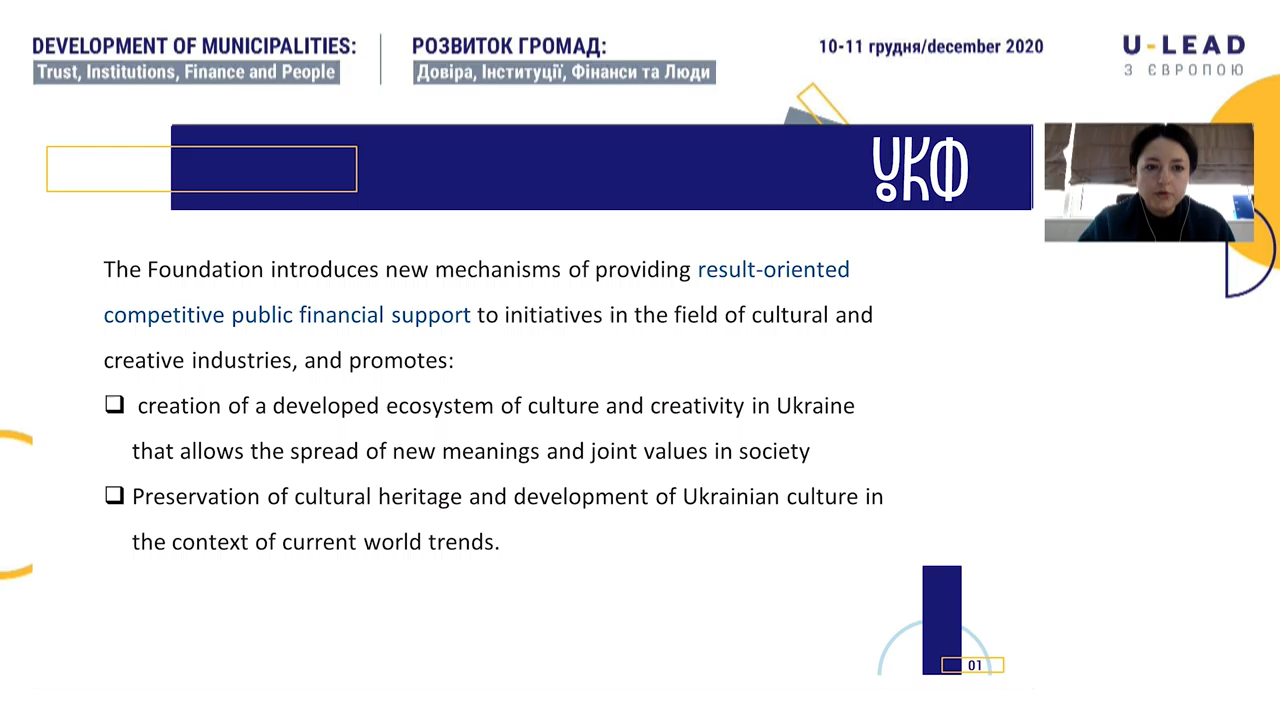 DEVELOPMENT OF MUNICIPALITIES:
Trust, Institutions, Finance and People
РОЗВИТОК ГРОМАД:
Довіра, Інституції, Фінанси та Люди
10-11 грудня/december 2020
U-LEAD
З ЄВРОПОЮ
УКФ
The Foundation introduces new mechanisms of providing result-oriented
competitive public financial support to initiatives in the field of cultural and
creative industries, and promotes:
❑ creation of a developed ecosystem of culture and creativity in Ukraine
that allows the spread of new meanings and joint values in society
❑ Preservation of cultural heritage and development of Ukrainian culture in
the context of current world trends.
01